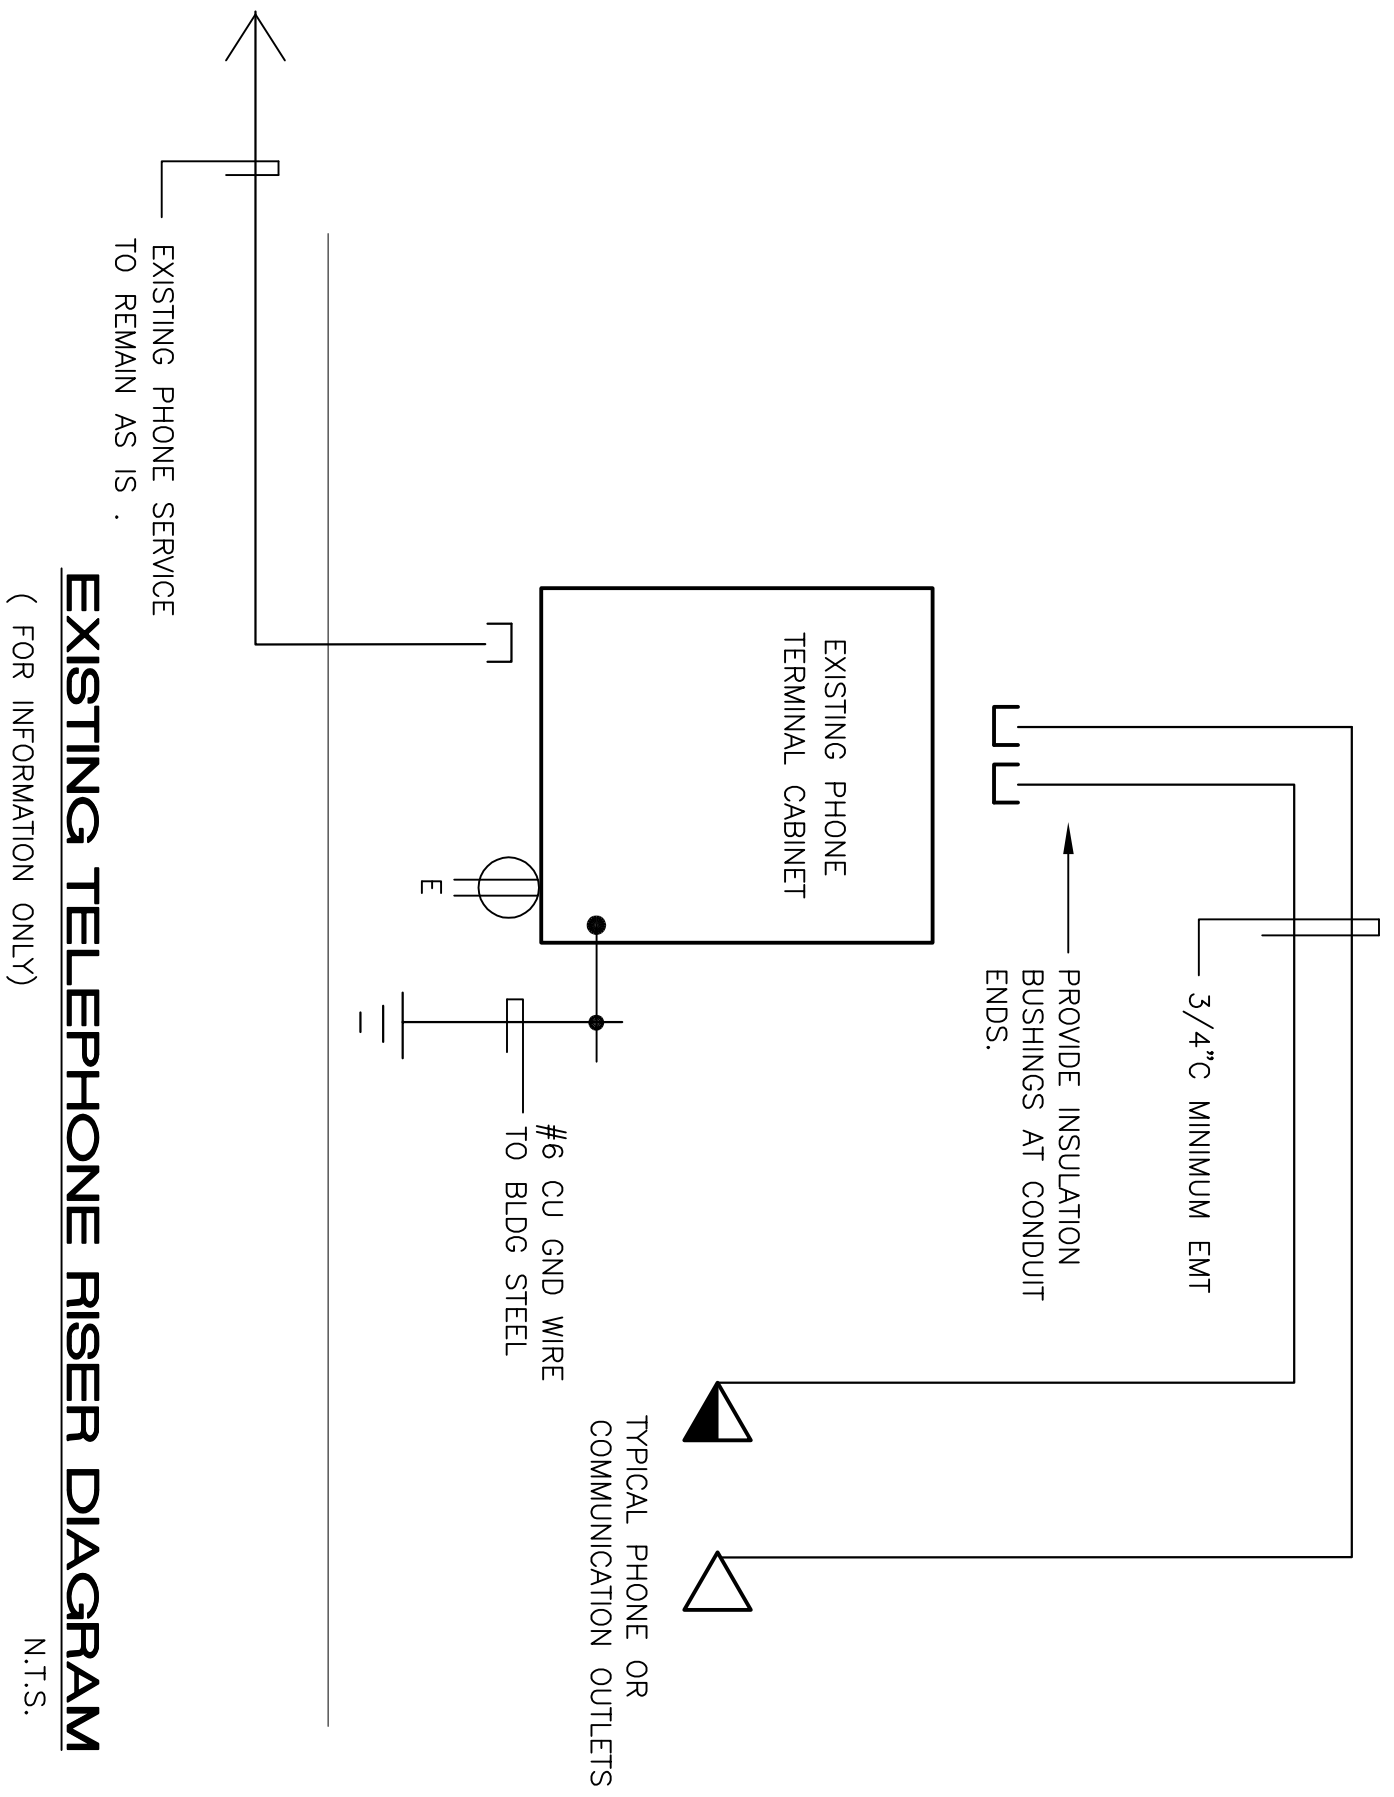 3/4"C MINIMUM EMT
PROVIDE INSULATION
BUSHINGS AT CONDUIT
ENDS.
EXISTING PHONE
TERMINAL CABINET
TYPICAL PHONE OR
COMMUNICATION OUTLETS
#6 CU GND WIRE
TO BLDG STEEL
E
EXISTING PHONE SERVICE
TO REMAIN AS IS .
EXISTING TELEPHONE RISER DIAGRAM
( FOR INFORMATION ONLY)
N.T.S.